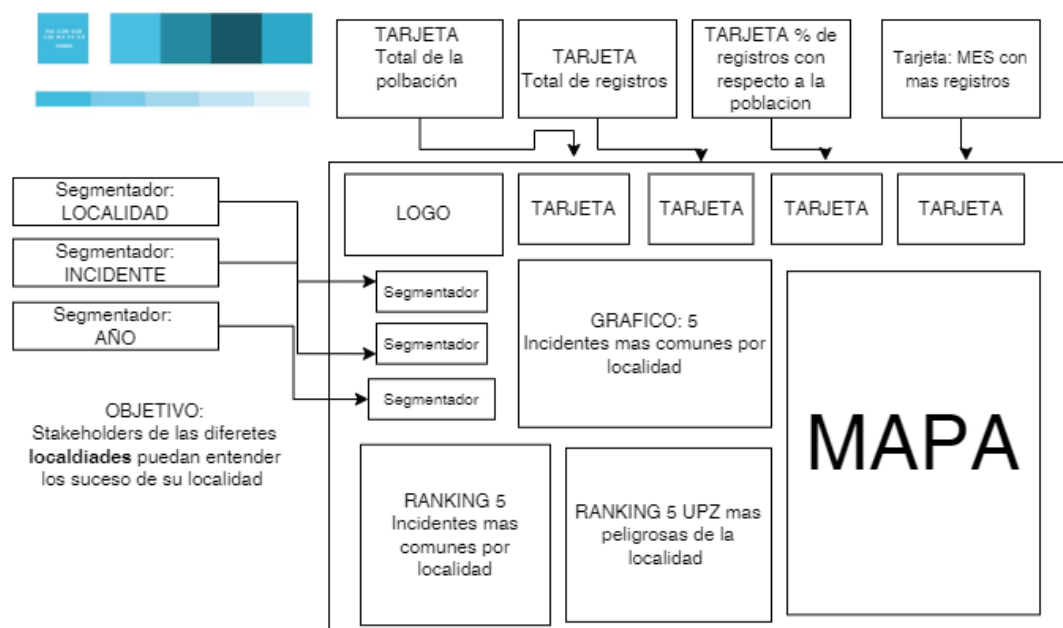 TARJETA
Total de la
polbación
TARJETA
Total de registros
TARJETA % de
registros con
respecto a la
poblacion
Tarjeta: MES con
mas registros
Segmentador:
LOCALIDAD
Segmentador:
INCIDENTE
Segmentador:
AÑO
OBJETIVO:
Stakeholders de las diferetes
localdiades puedan entender
los suceso de su localidad
LOGO
TARJETA
TARJETA
TARJETA
TARJETA
Segmentador
Segmentador
Segmentador
GRAFICO: 5
Incidentes mas comunes por
localidad
MAPA
RANKING 5
Incidentes mas
comunes por
localidad
RANKING 5 UPZ mas
peligrosas de la
localidad